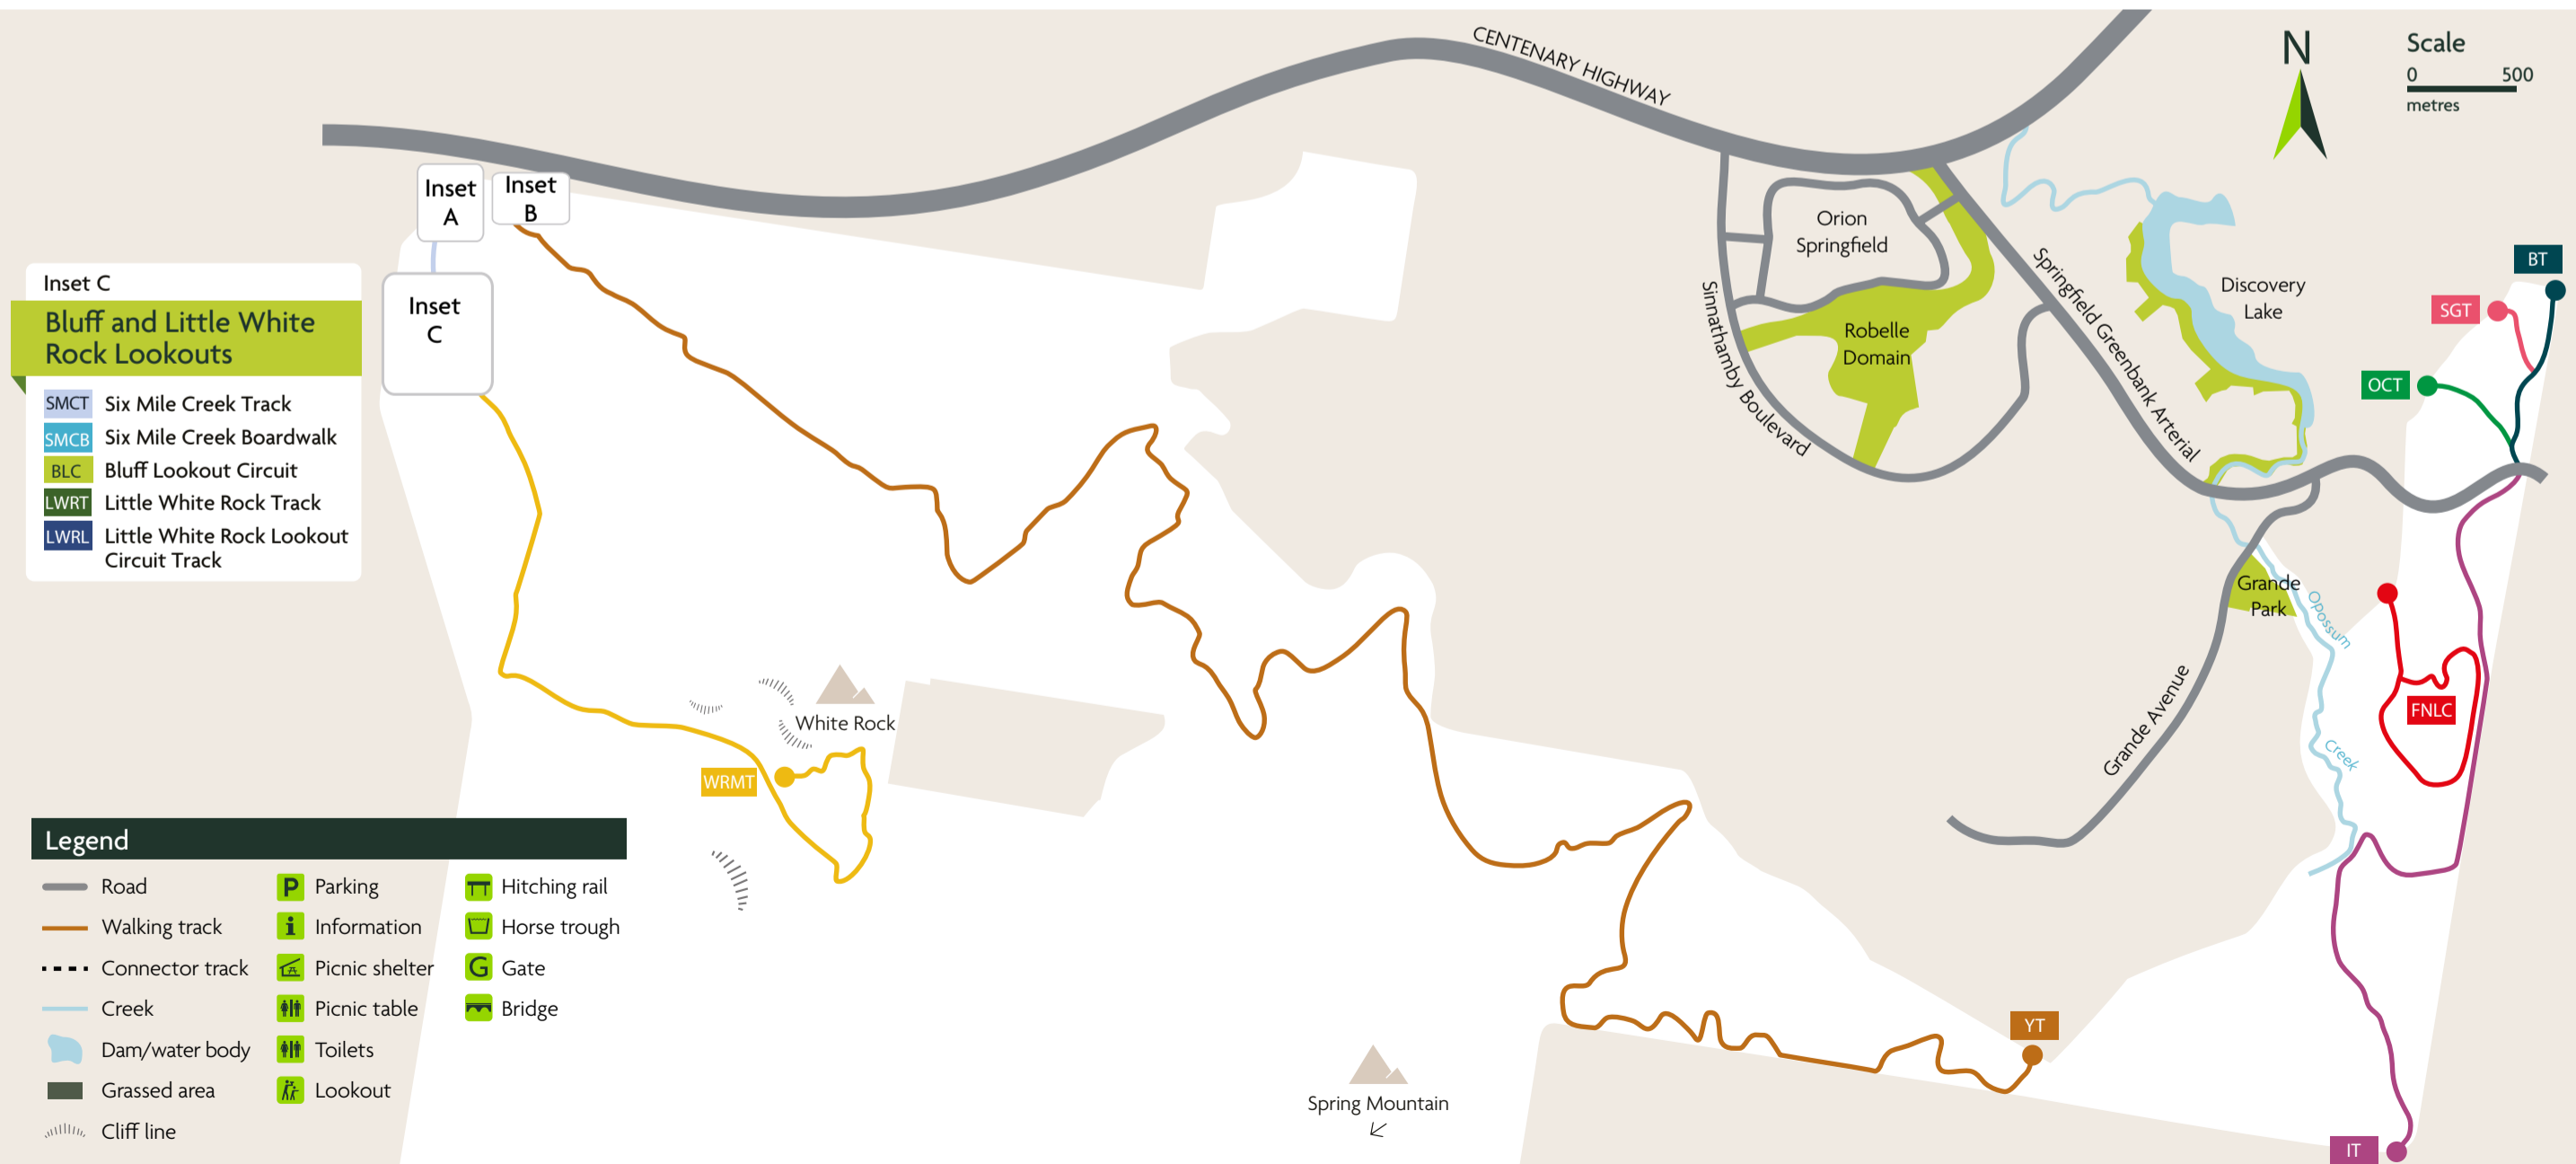 CENTENARY HIGHWAY
N
Scale
0 500
metres
Inset
A
Inset
B
Inset
C
Inset C
Bluff and Little White
Rock Lookouts
SMCT Six Mile Creek Track
SMCB Six Mile Creek Boardwalk
BLC Bluff Lookout Circuit
LWRT Little White Rock Track
LWRL Little White Rock Lookout
Circuit Track
Orion
Springfield
Robelle
Domain
Sinnathamby Boulevard
Springfield Greenbank Arterial
Discovery
Lake
BT
SGT
OCT
Grande
Park
Opossum
Creek
Grande Avenue
FNLC
White Rock
WRMT
YT
Spring Mountain
IT
Legend
Road
Walking track
Connector track
Creek
Dam/water body
Grassed area
Cliff line
P Parking
i Information
Picnic shelter
Picnic table
Toilets
Lookout
Hitching rail
Horse trough
G Gate
Bridge